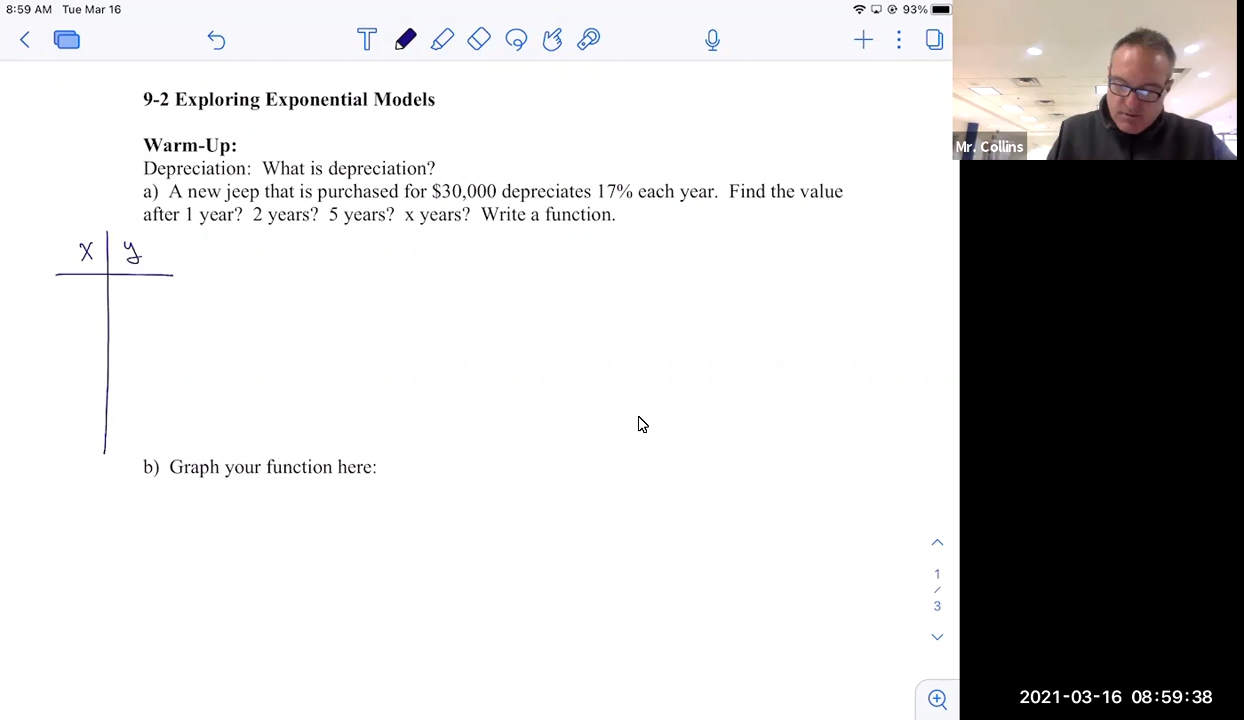 8:59 AM Tue Mar 16
93%
T
9-2 Exploring Exponential Models
Mr. Collins
Warm-Up:
Depreciation: What is depreciation?
a) A new jeep that is purchased for $30,000 depreciates 17% each year. Find the value
after 1 year? 2 years? 5 years? x years? Write a function.
x y
b) Graph your function here:
1
/
3
2021-03-16 08:59:38